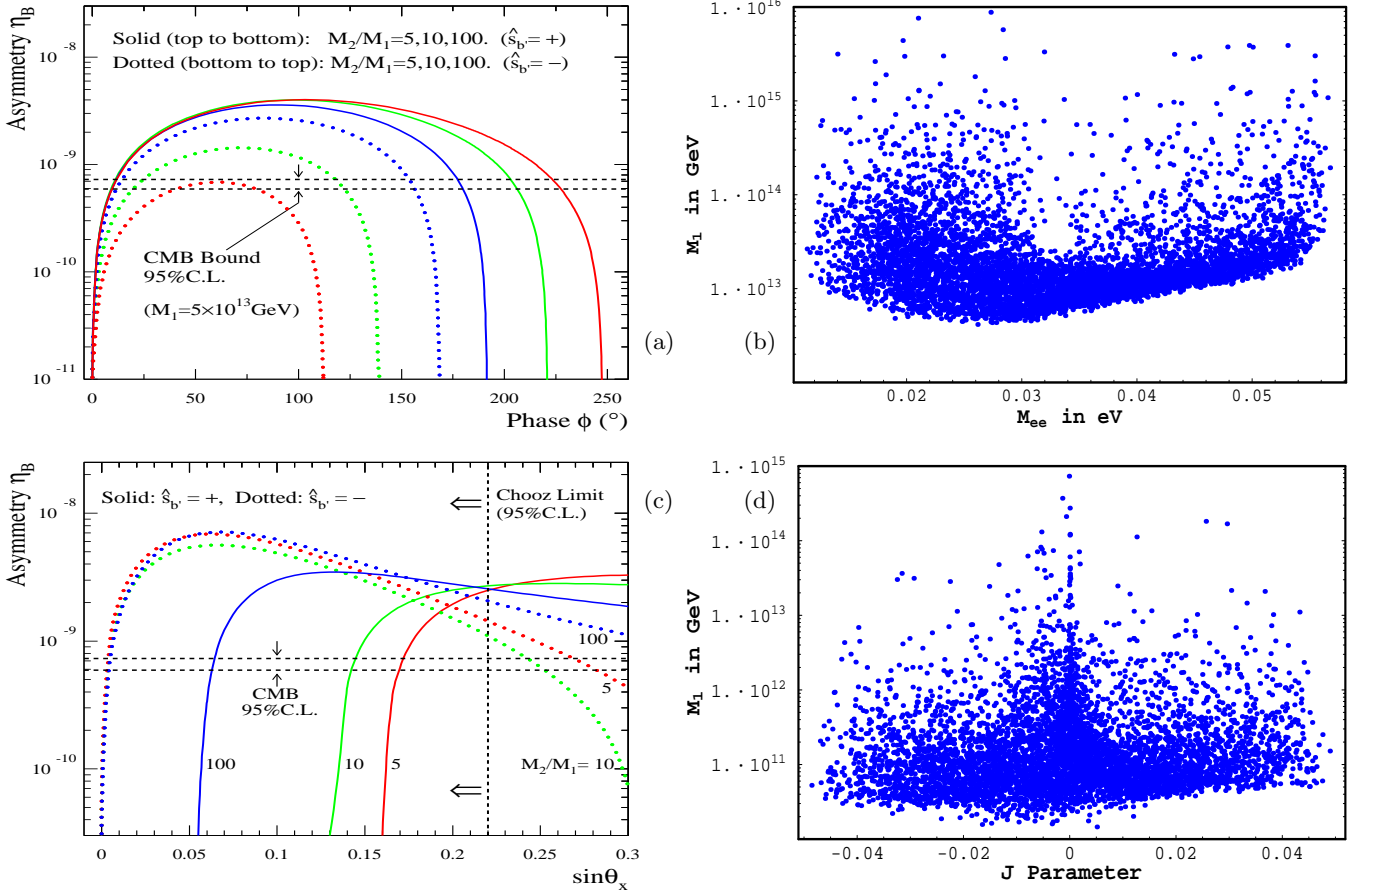 Asymmetry η_B
10 ^-8
10 ^-9
10 ^-10
10 ^-11
Solid (top to bottom): M_2/M_1=5,10,100. (ŝ_b'=+)
Dotted (bottom to top): M_2/M_1=5,10,100. (ŝ_b'= −)
CMB Bound
95%C.L.
(M_1=5×10^13GeV)
0 50 100 150 200 250
Phase ϕ (°)
(a)
M_1 in GeV
1.·10^16
1.·10^15
1.·10^14
1.·10^13
0.02 0.03 0.04 0.05
M_ee in eV
(b)
Asymmetry η_B
10 ^-8
10 ^-9
10 ^-10
Solid: ŝ_b' = +, Dotted: ŝ_b' = −
⇐
Chooz Limit
(95%C.L.)
100
5
CMB
95%C.L.
100
10
5
M_2/M_1= 10
⇐
0 0.05 0.1 0.15 0.2 0.25 0.3
sinθ_x
(c)
M_1 in GeV
1.·10^15
1.·10^14
1.·10^13
1.·10^12
1.·10^11
-0.04 -0.02 0 0.02 0.04
J Parameter
(d)